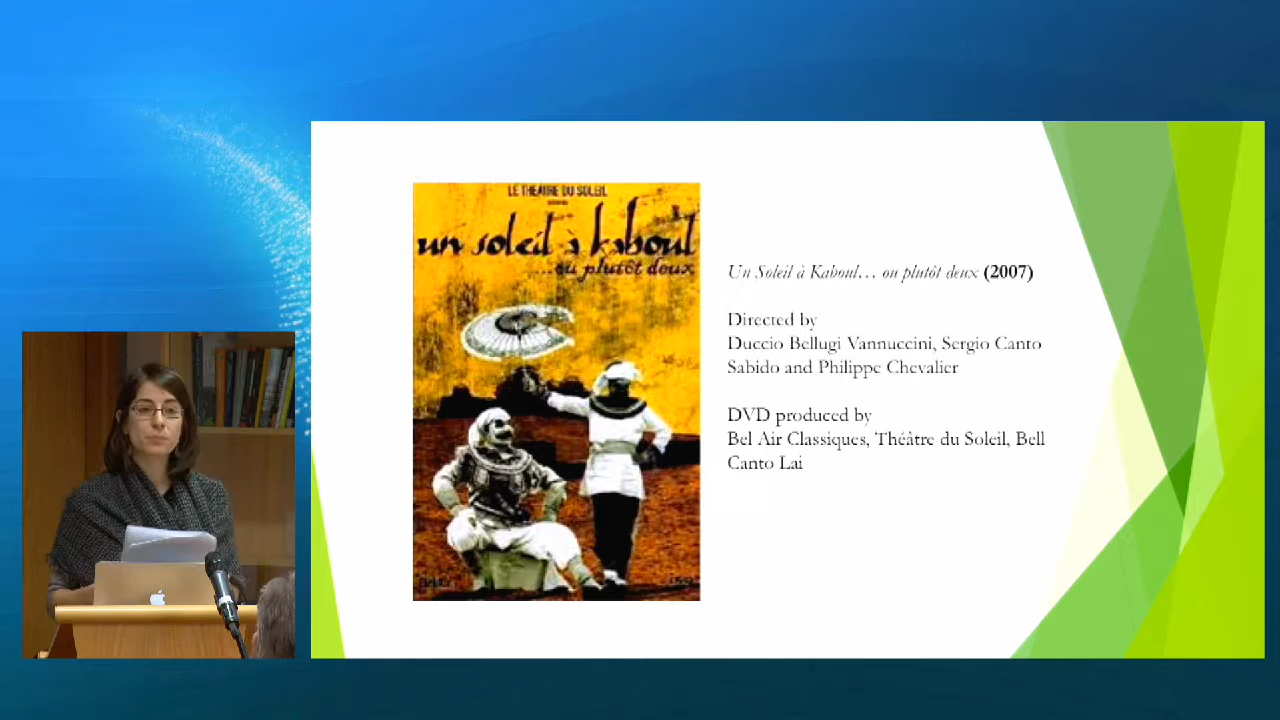 LE THÉÂTRE DU SOLEIL
un soleil à kaboul
....ou plutôt deux
Un Soleil à Kaboul… ou plutôt deux (2007)
Directed by
Duccio Bellugi Vannuccini, Sergio Canto
Sabido and Philippe Chevalier
DVD produced by
Bel Air Classiques, Théâtre du Soleil, Bell
Canto Lai